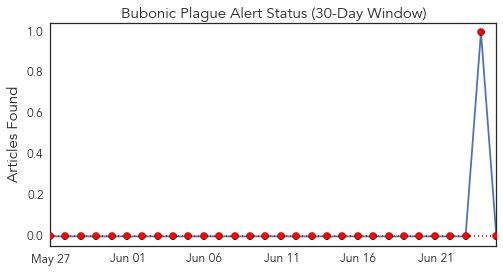 Bubonic Plague Alert Status (30-Day Window)
Articles Found
1.0
0.8
0.6
0.4
0.2
0.0
May 27 Jun 01 Jun 06 Jun 11 Jun 16 Jun 21